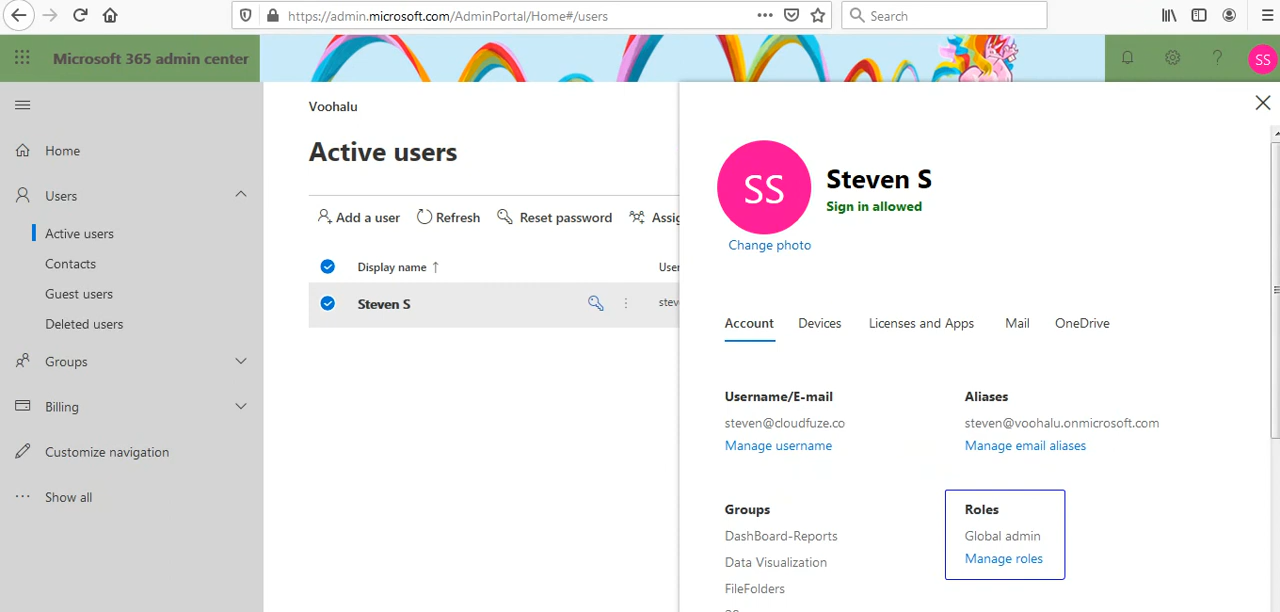 https://admin.microsoft.com/AdminPortal/Home#/users
Search
Microsoft 365 admin center
SS
Home
Users
Active users
Contacts
Guest users
Deleted users
Groups
Billing
Customize navigation
Show all
Voohalu
Active users
Add a user
Refresh
Reset password
Display name ↑
Steven S
SS
Change photo
Steven S
Sign in allowed
Account Devices Licenses and Apps Mail OneDrive
Username/E-mail
steven@cloudfuze.co
Manage username
Aliases
steven@voohalu.onmicrosoft.com
Manage email aliases
Groups
DashBoard-Reports
Data Visualization
FileFolders
Roles
Global admin
Manage roles